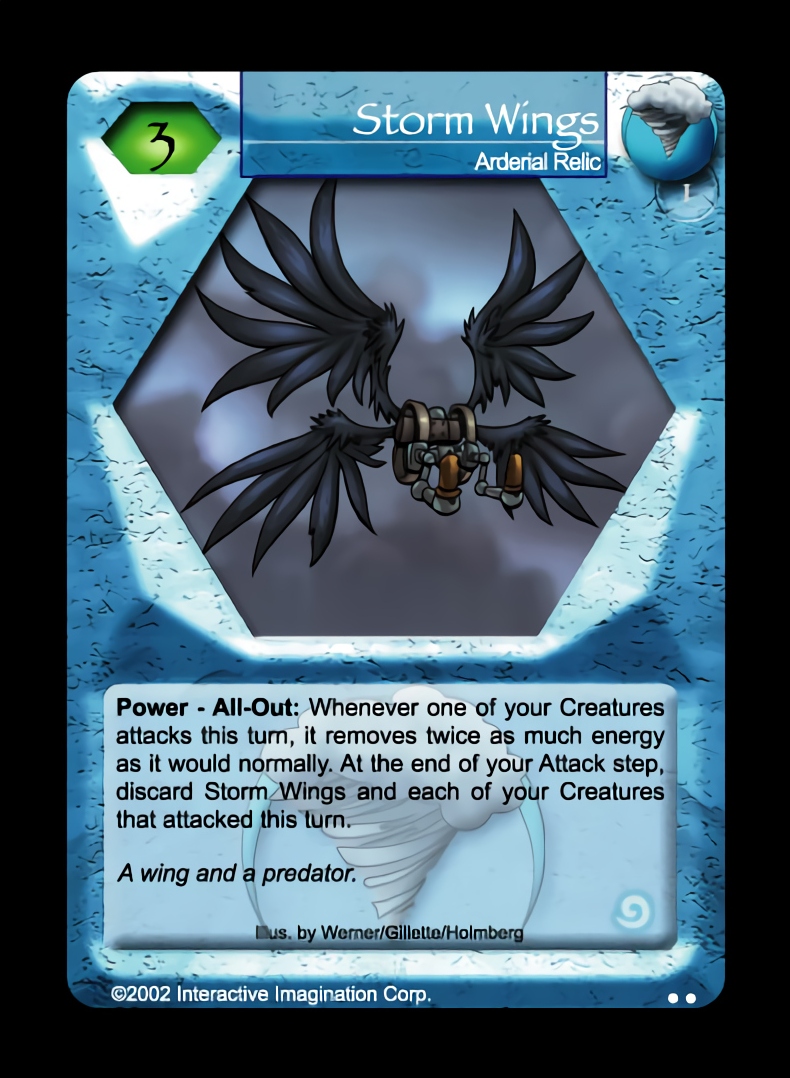 3
Storm Wings
Arderial Relic
1
Power - All-Out: Whenever one of your Creatures
attacks this turn, it removes twice as much energy
as it would normally. At the end of your Attack step,
discard Storm Wings and each of your Creatures
that attacked this turn.
A wing and a predator.
Illus. by Werner/Gillette/Holmberg
©2002 Interactive Imagination Corp.